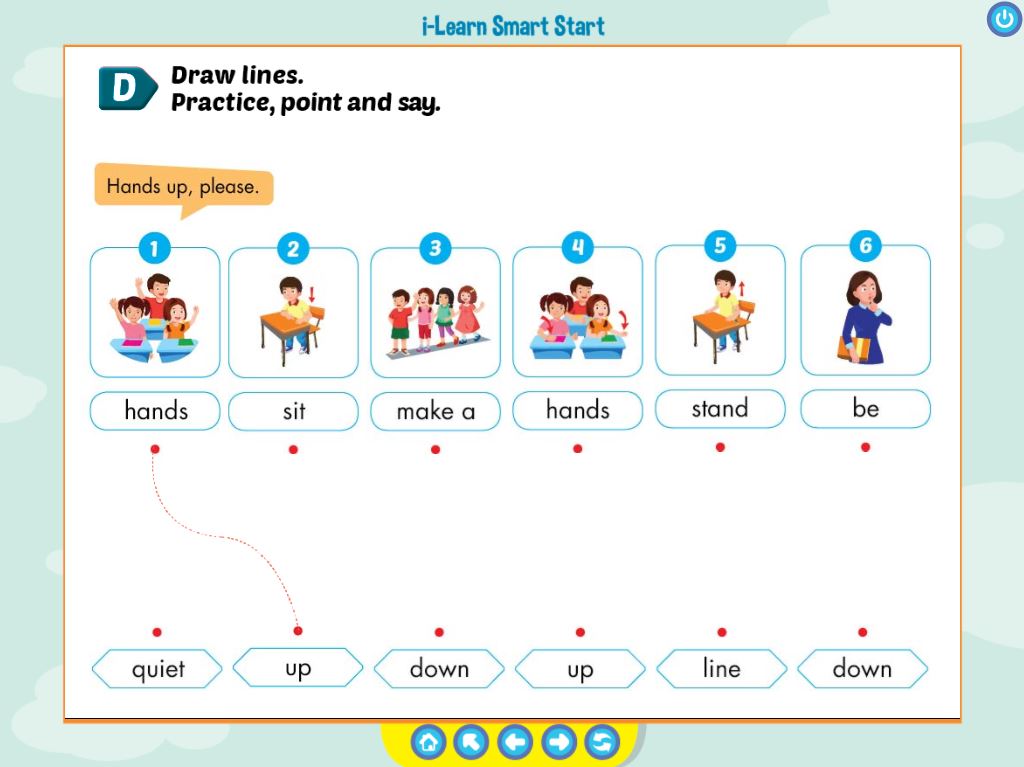 i-Learn Smart Start
D
Draw lines.
Practice, point and say.
Hands up, please.
1 2 3 4 5 6
hands sit make a hands stand be
quiet up down up line down